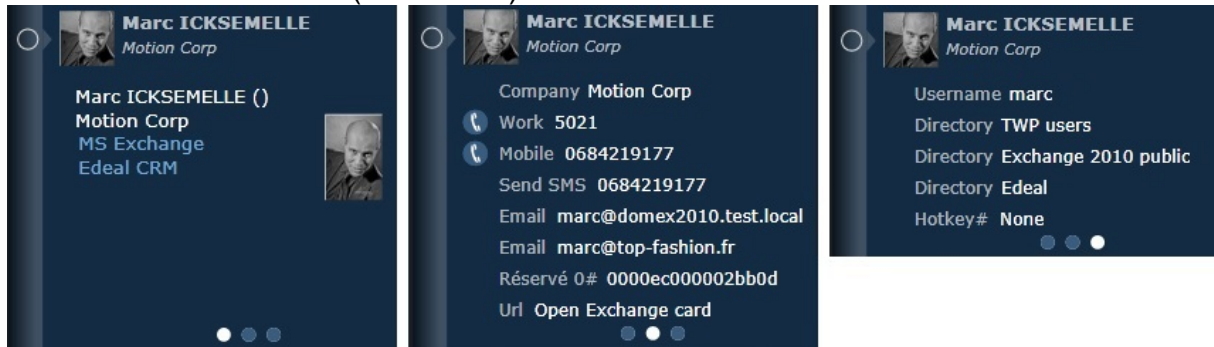 Marc ICKSEMELLE
Motion Corp
Marc ICKSEMELLE ()
Motion Corp
MS Exchange
Edeal CRM
Marc ICKSEMELLE
Motion Corp
Company Motion Corp
Work 5021
Mobile 0684219177
Send SMS 0684219177
Email marc@domex2010.test.local
Email marc@top-fashion.fr
Réservé 0# 0000ec000002bb0d
Url Open Exchange card
Marc ICKSEMELLE
Motion Corp
Username marc
Directory TWP users
Directory Exchange 2010 public
Directory Edeal
Hotkey# None